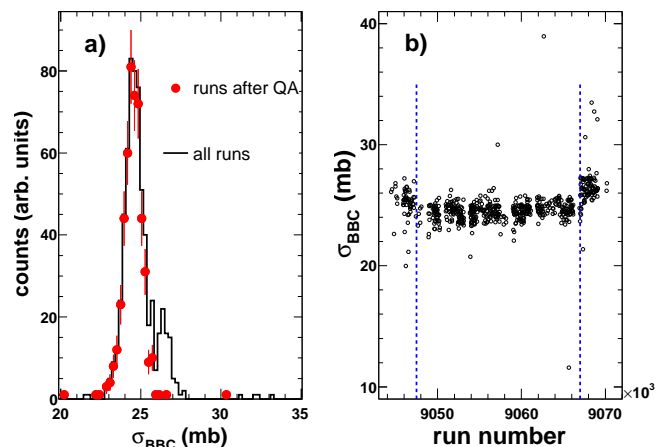 a)
runs after QA
all runs
counts (arb. units)
80
60
40
20
0
20
25
30
35
σBBC (mb)
b)
σBBC (mb)
40
30
20
10
9050
9060
9070
×10³
run number